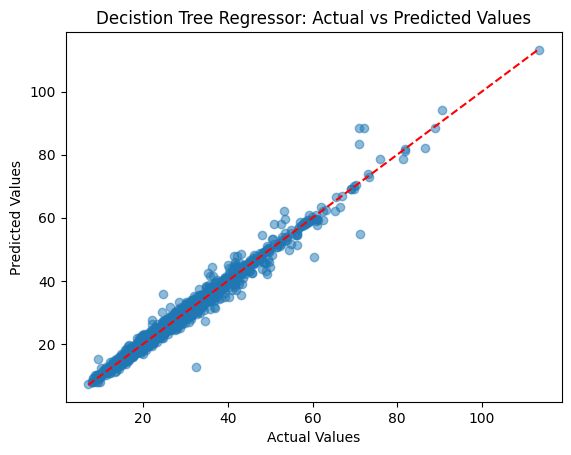 Decistion Tree Regressor: Actual vs Predicted Values
100
80
60
40
20
Predicted Values
20 40 60 80 100
Actual Values